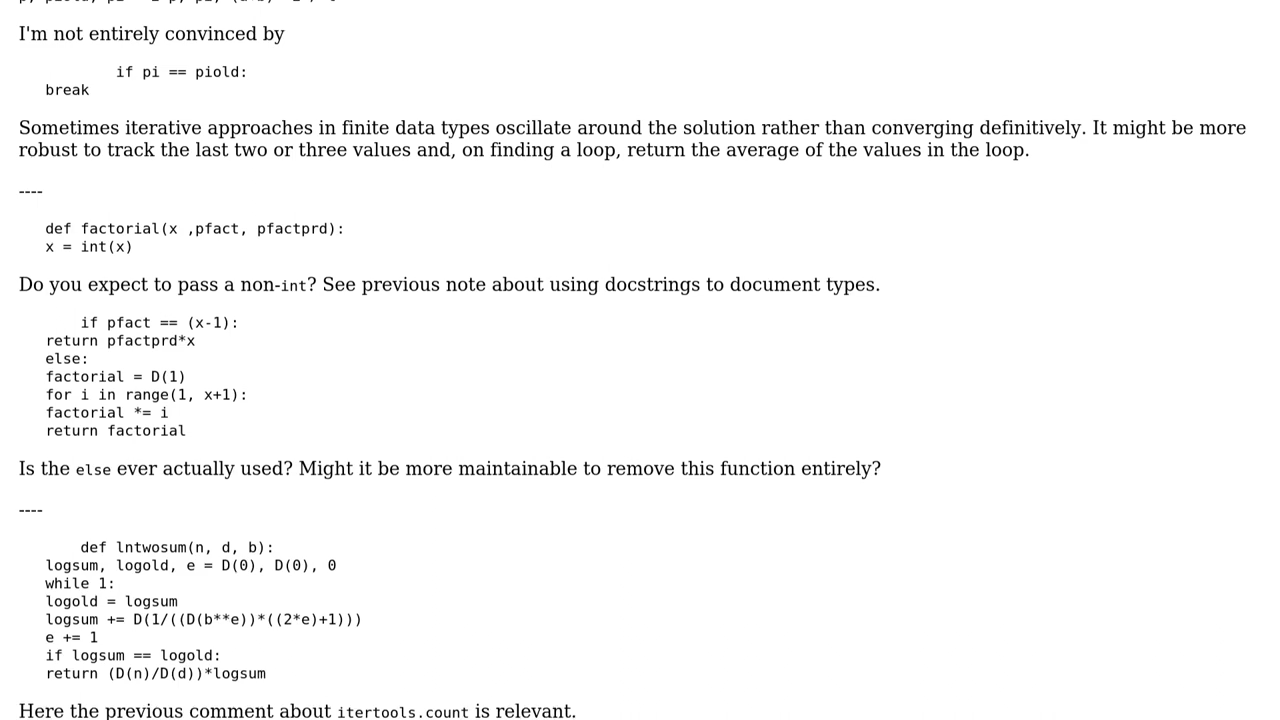 I'm not entirely convinced by
if pi == piold:
break
Sometimes iterative approaches in finite data types oscillate around the solution rather than converging definitively. It might be more
robust to track the last two or three values and, on finding a loop, return the average of the values in the loop.
----
def factorial(x ,pfact, pfactprd):
x = int(x)
Do you expect to pass a non-int? See previous note about using docstrings to document types.
if pfact == (x-1):
return pfactprd*x
else:
factorial = D(1)
for i in range(1, x+1):
factorial *= i
return factorial
Is the else ever actually used? Might it be more maintainable to remove this function entirely?
----
def lntwosum(n, d, b):
logsum, logold, e = D(0), D(0), 0
while 1:
logold = logsum
logsum += D(1/((D(b**e))*((2*e)+1)))
e += 1
if logsum == logold:
return (D(n)/D(d))*logsum
Here the previous comment about itertools.count is relevant.